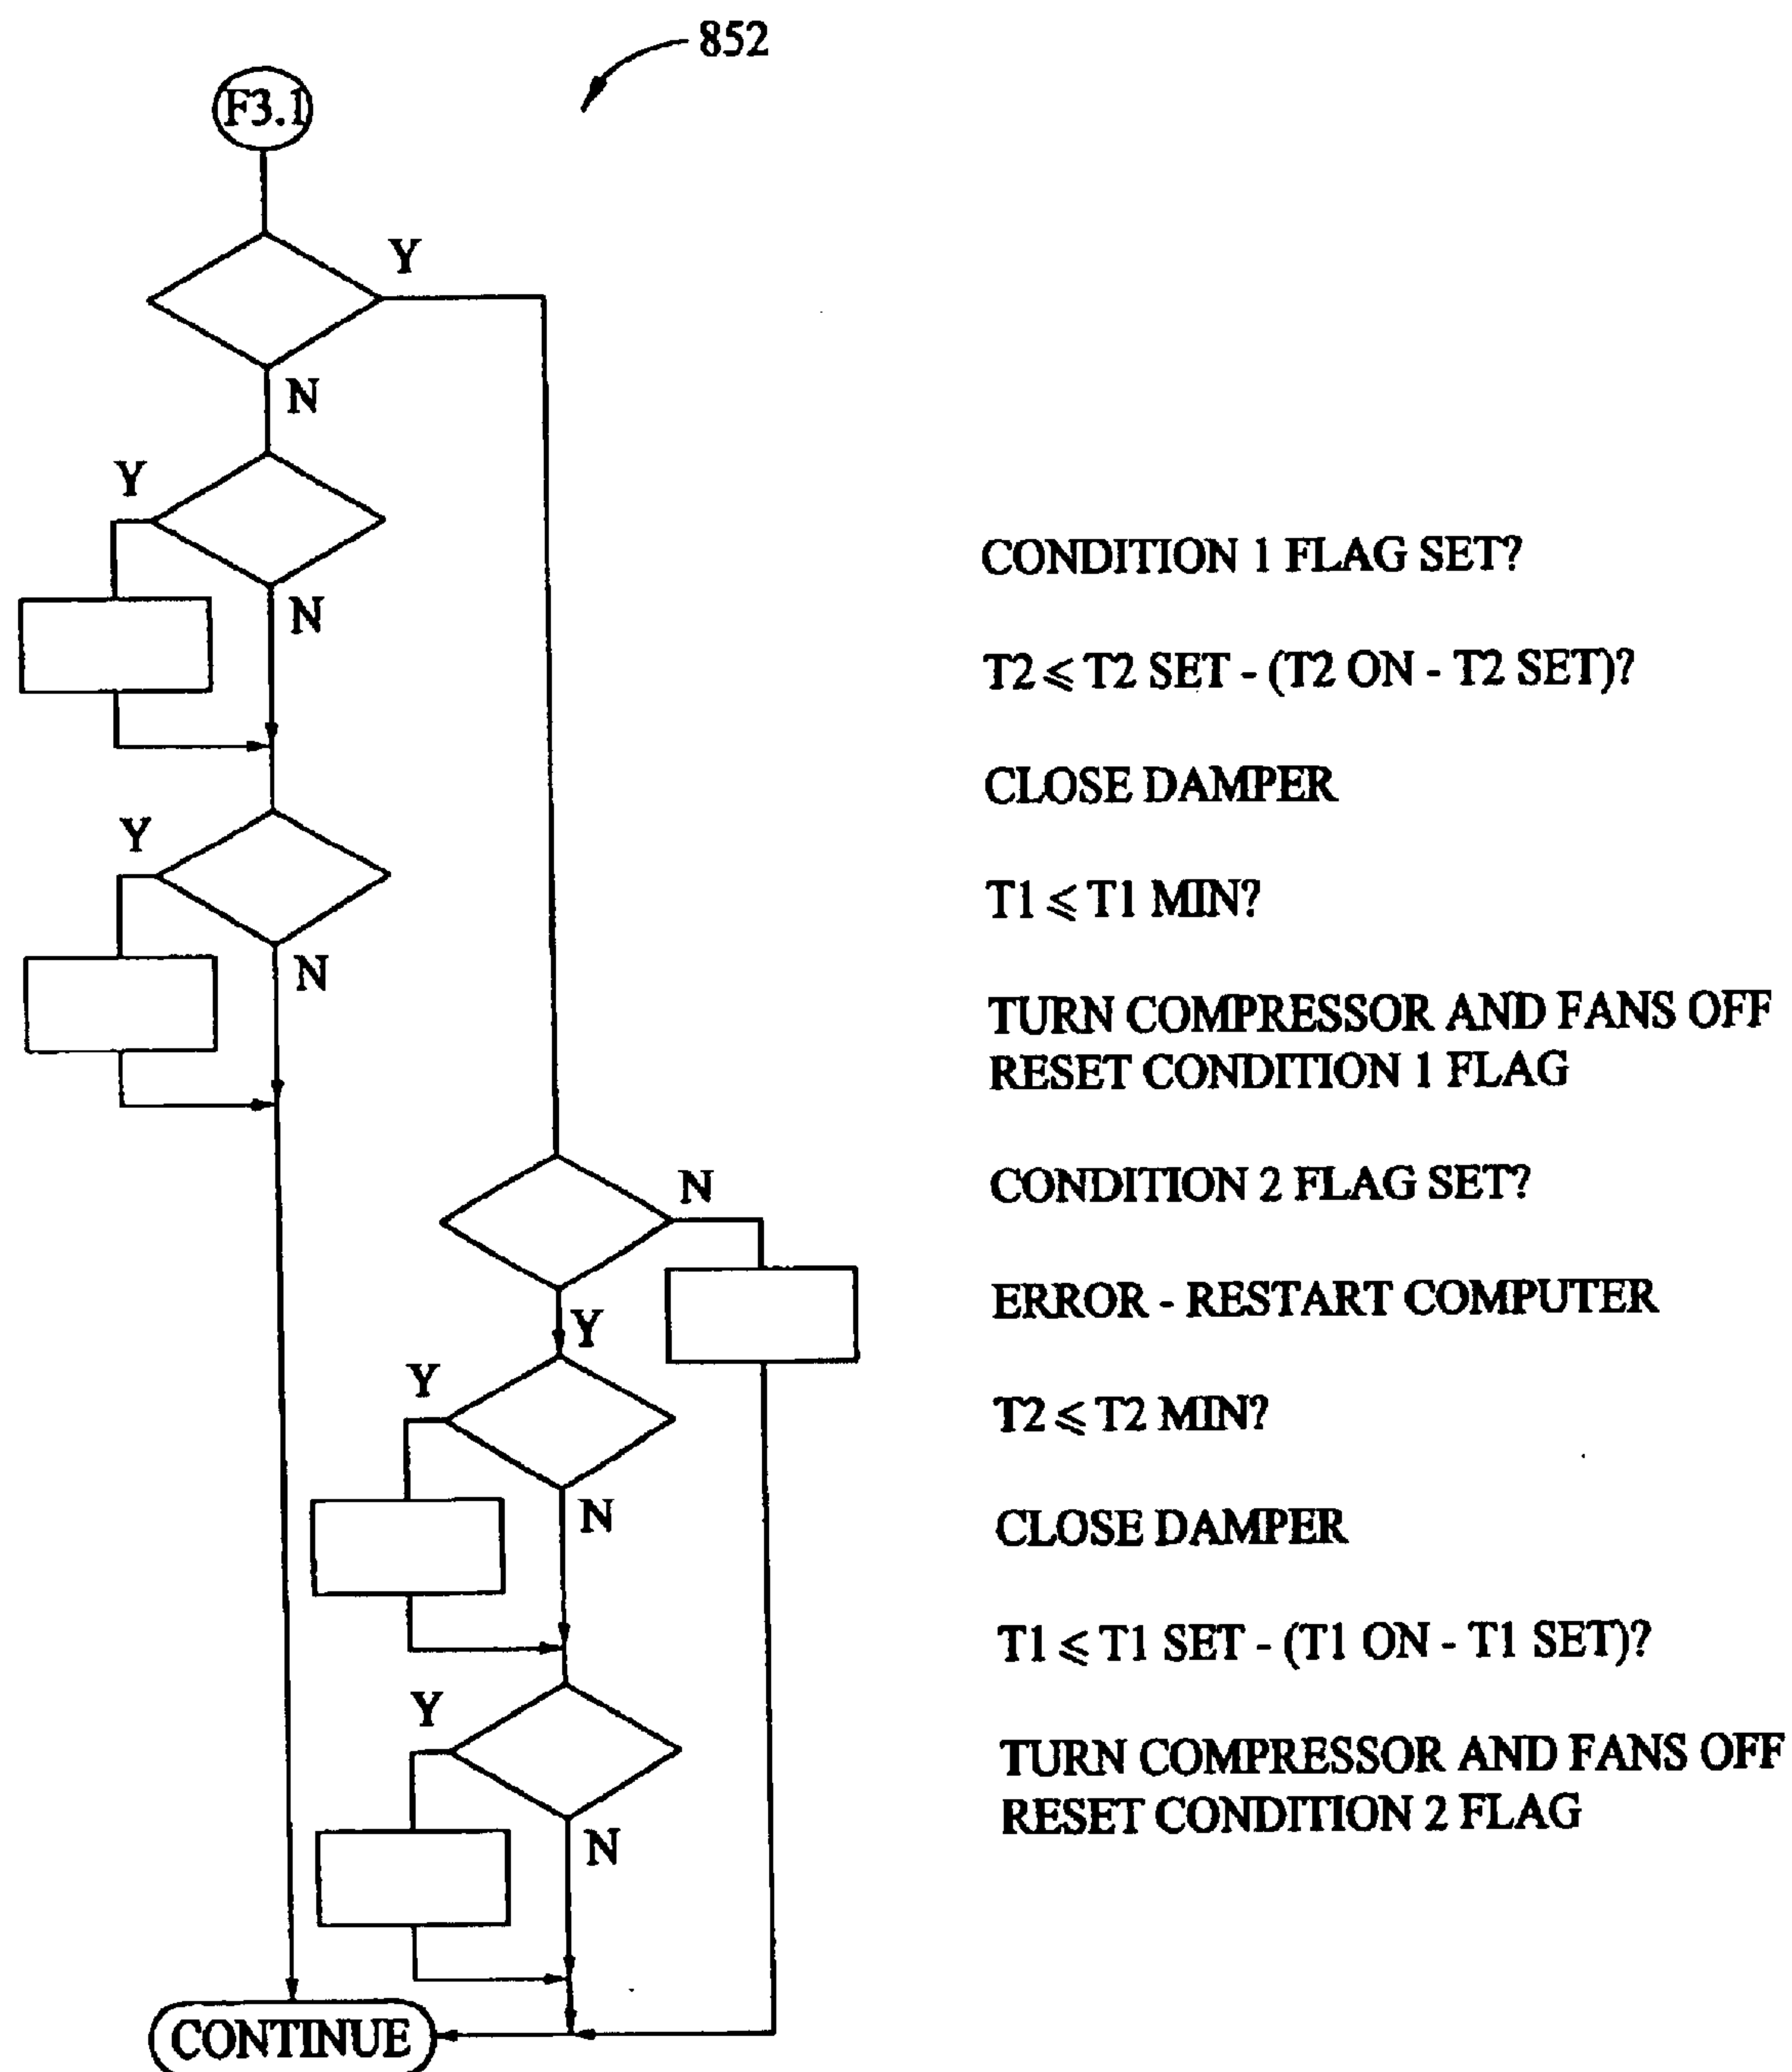 852
F3.1
Y
N
Y
N
Y
N
N
Y
Y
N
Y
N
CONTINUE
CONDITION 1 FLAG SET?
T2 ⩽ T2 SET - (T2 ON - T2 SET)?
CLOSE DAMPER
T1 ⩽ T1 MIN?
TURN COMPRESSOR AND FANS OFF
RESET CONDITION 1 FLAG
CONDITION 2 FLAG SET?
ERROR - RESTART COMPUTER
T2 ⩽ T2 MIN?
CLOSE DAMPER
T1 ⩽ T1 SET - (T1 ON - T1 SET)?
TURN COMPRESSOR AND FANS OFF
RESET CONDITION 2 FLAG